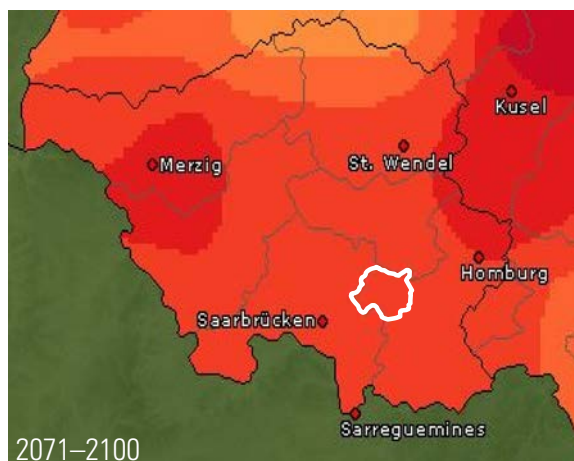 Kusel
St. Wendel
Merzig
Homburg
Saarbrücken
Sarreguemines
2071–2100